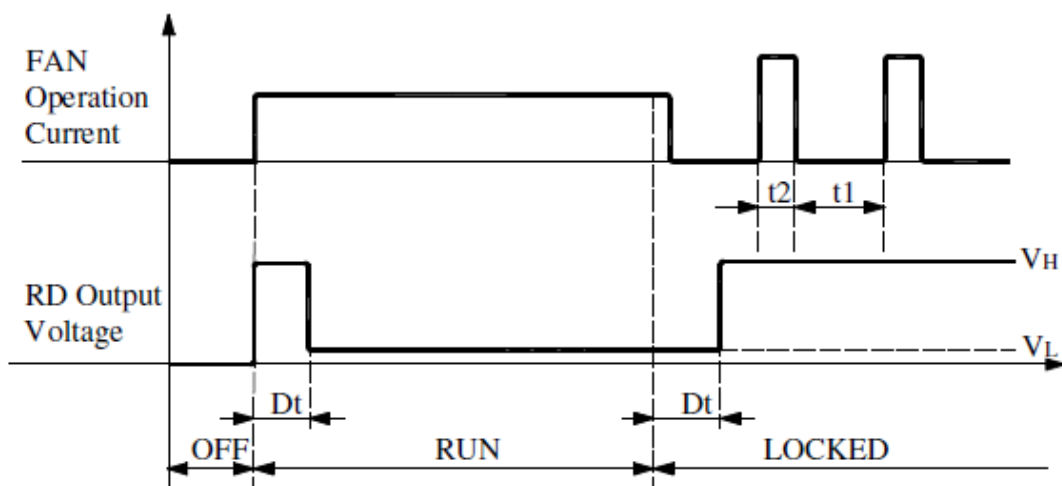 FAN
Operation
Current
t2
t1
RD Output
Voltage
VH
VL
Dt
Dt
OFF
RUN
LOCKED